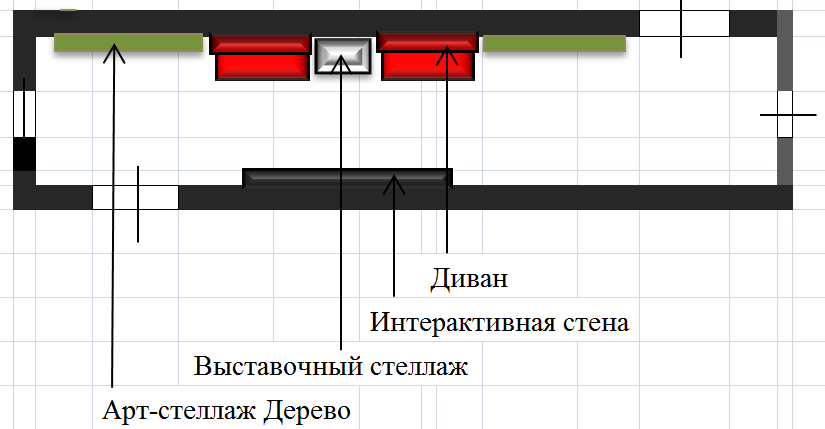 Диван
Интерактивная стена
Выставочный стеллаж
Арт-стеллаж Дерево